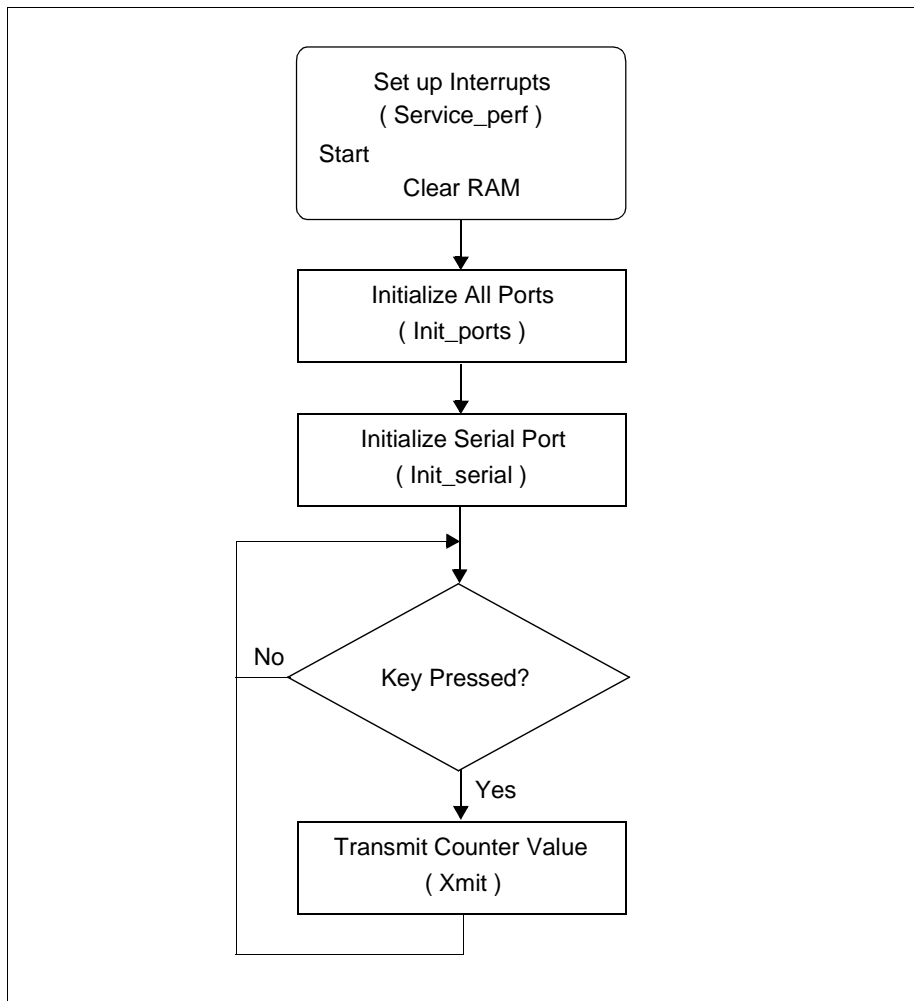 Set up Interrupts
( Service_perf )
Start
Clear RAM
Initialize All Ports
( Init_ports )
Initialize Serial Port
( Init_serial )
No
Key Pressed?
Yes
Transmit Counter Value
( Xmit )